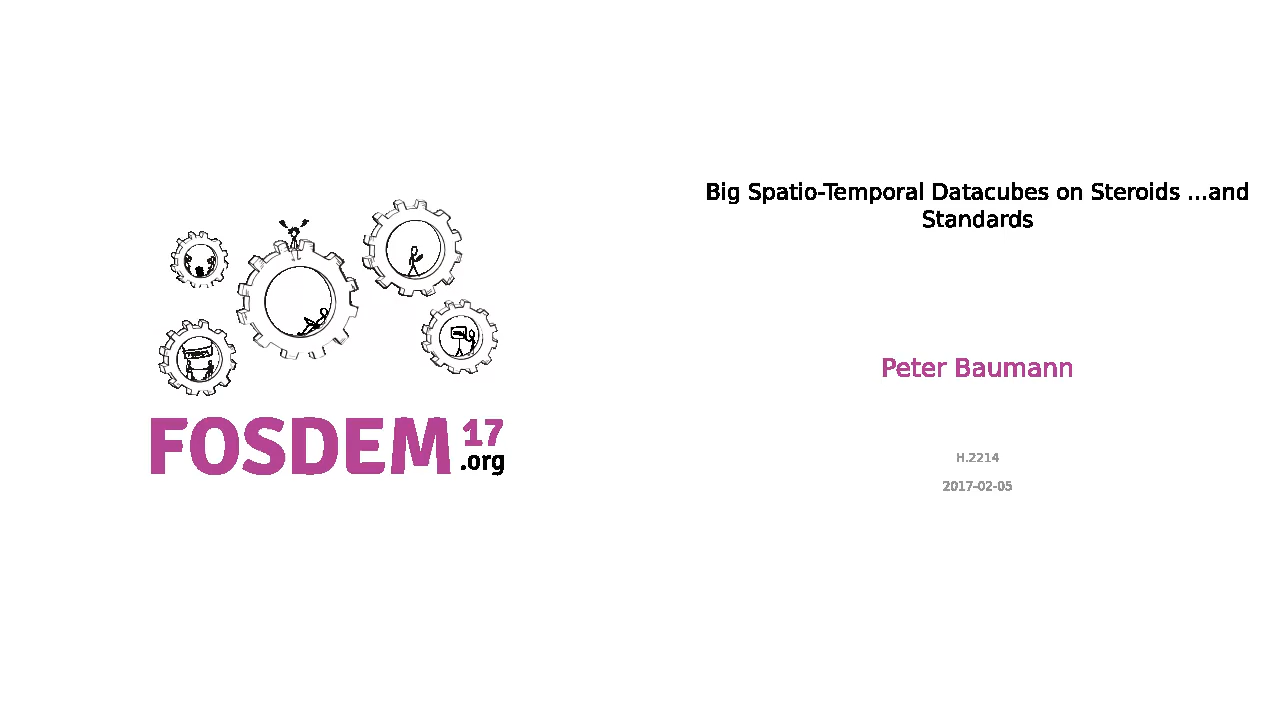 FOSDEM 17
.org
Big Spatio-Temporal Datacubes on Steroids ...and
Standards
Peter Baumann
H.2214
2017-02-05